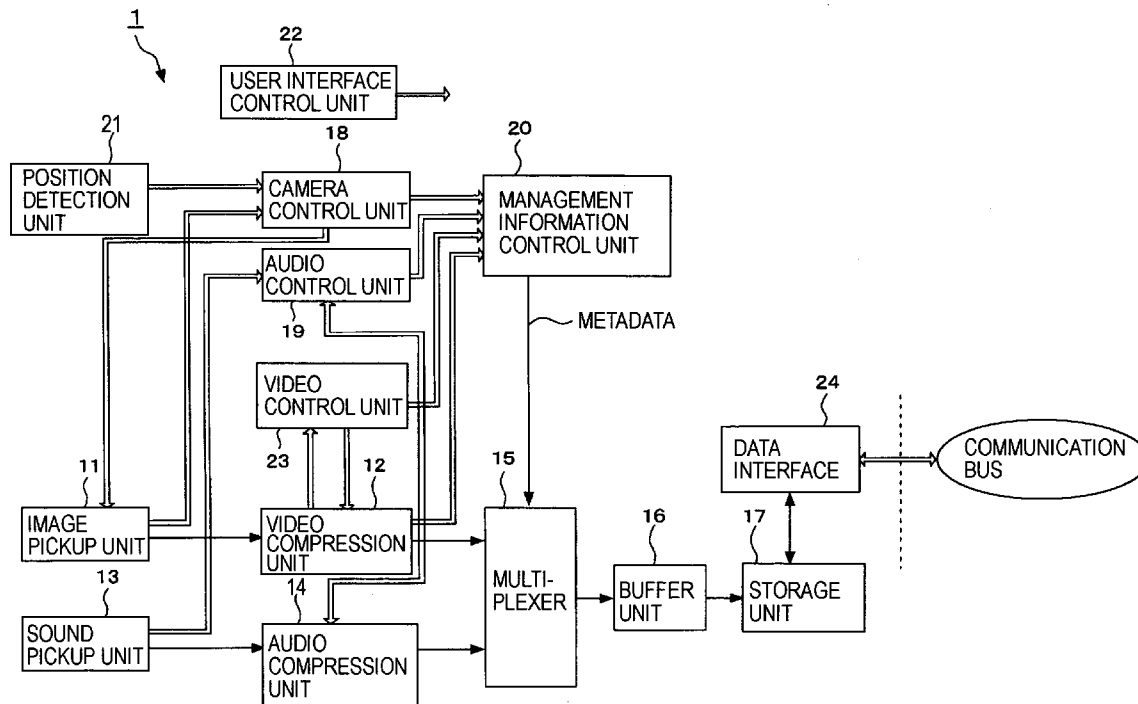 1
22
USER INTERFACE
CONTROL UNIT
21
POSITION
DETECTION
UNIT
18
CAMERA
CONTROL UNIT
20
MANAGEMENT
INFORMATION
CONTROL UNIT
AUDIO
CONTROL UNIT
19
METADATA
VIDEO
CONTROL UNIT
23
24
DATA
INTERFACE
COMMUNICATION
BUS
11
IMAGE
PICKUP UNIT
12
VIDEO
COMPRESSION
UNIT
15
MULTI-
PLEXER
16
BUFFER
UNIT
17
STORAGE
UNIT
13
SOUND
PICKUP UNIT
14
AUDIO
COMPRESSION
UNIT